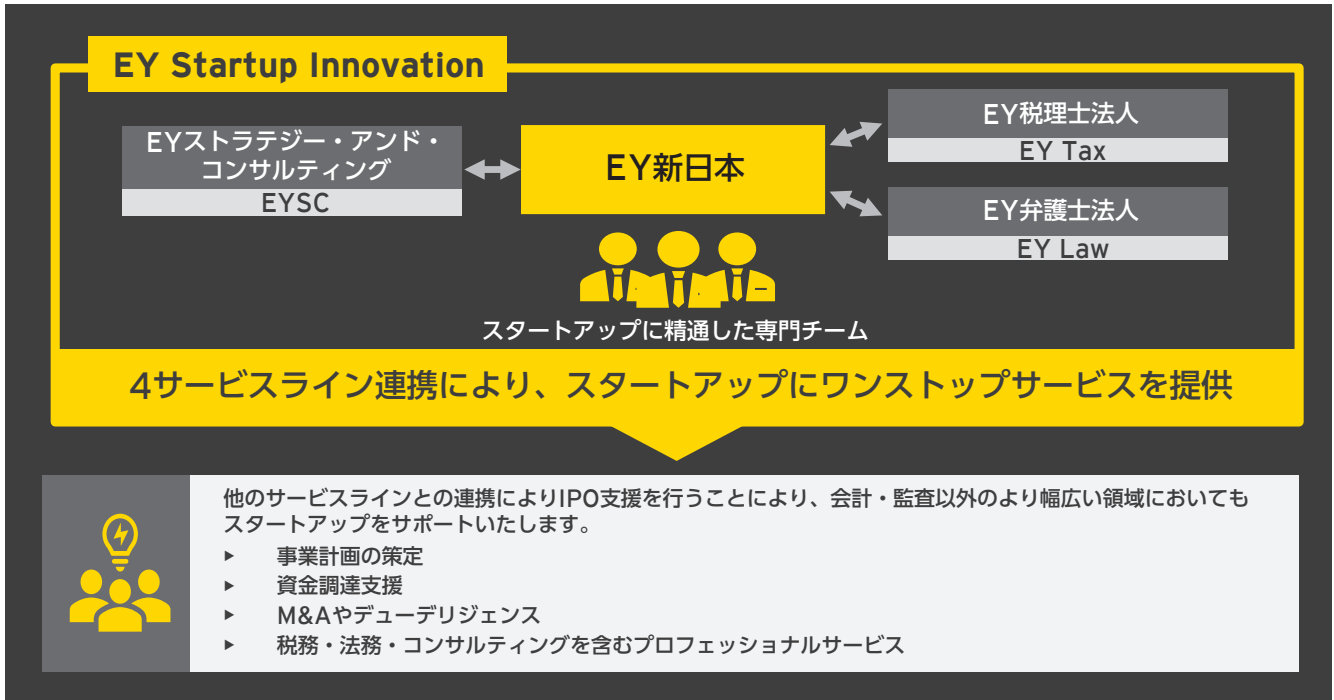 EY Startup Innovation
EYストラテジー・アンド・
コンサルティング
EYSC
EY新日本
EY税理士法人
EY Tax
EY弁護士法人
EY Law
スタートアップに精通した専門チーム
4サービスライン連携により、スタートアップにワンストップサービスを提供
他のサービスラインとの連携によりIPO支援を行うことにより、会計・監査以外のより幅広い領域においても
スタートアップをサポートいたします。
▶ 事業計画の策定
▶ 資金調達支援
▶ M&Aやデューデリジェンス
▶ 税務・法務・コンサルティングを含むプロフェッショナルサービス